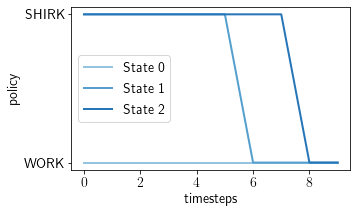 SHIRK
policy
State 0
State 1
State 2
WORK
0 2 4 6 8
timesteps